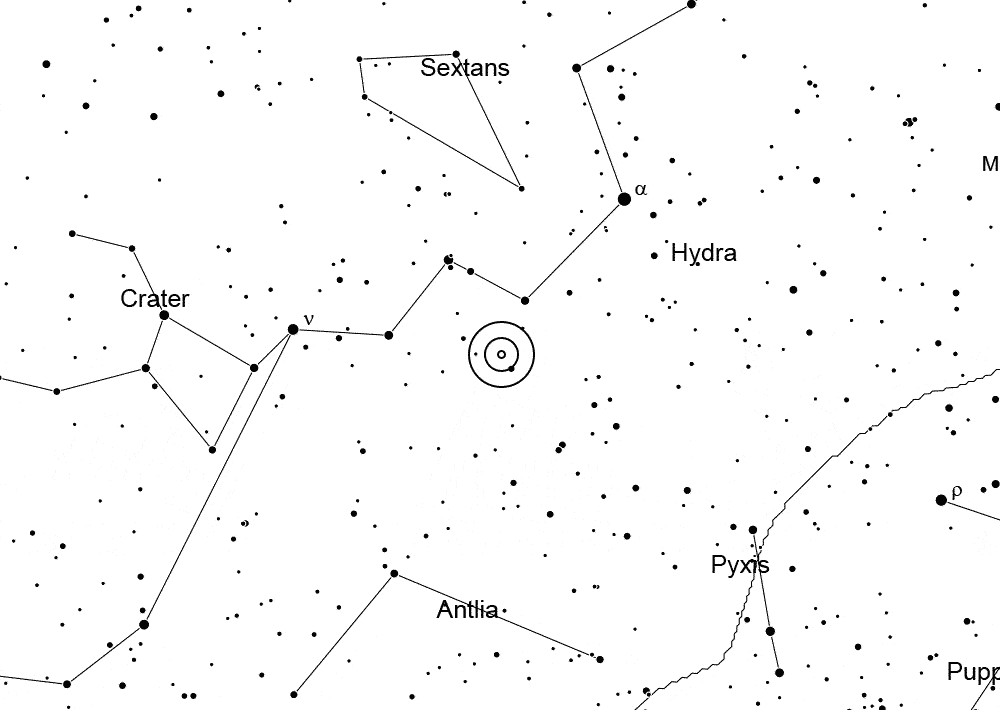 Sextans
α
M
Hydra
Crater
ν
ρ
Pyxis
Antlia
Pupp